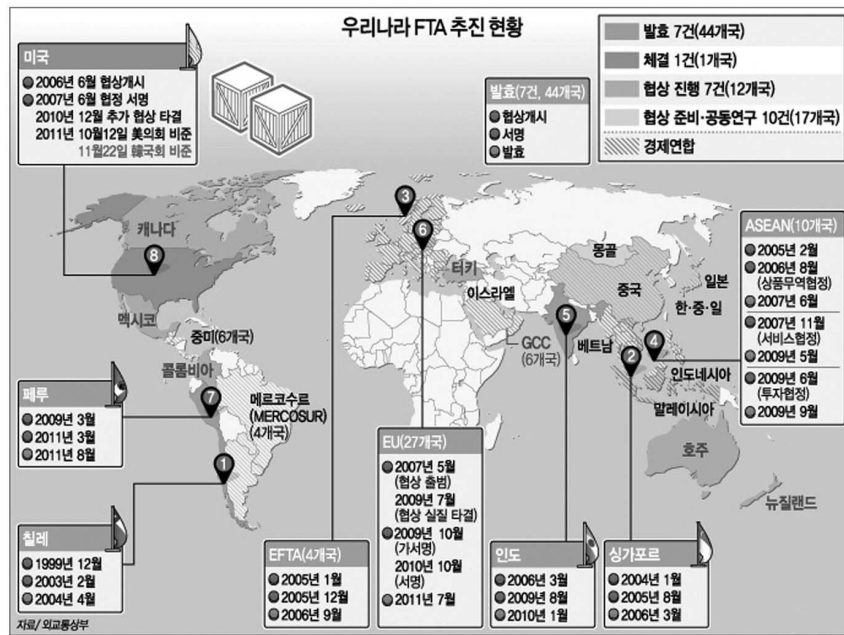 우리나라 FTA 추진 현황
발효 7건(44개국)
체결 1건(1개국)
협상 진행 7건(12개국)
협상 준비·공동연구 10건(17개국)
경제연합
미국
2006년 6월 협상개시
2007년 6월 협정 서명
2010년 12월 추가 협상 타결
2011년 10월12일 美의회 비준
11월22일 韓국회 비준
발효(7건, 44개국)
협상개시
서명
발효
캐나다
8
멕시코
중미(6개국)
콜롬비아
7
메르코수르
(MERCOSUR)
(4개국)
1
3
6
터키
이스라엘
GCC
(6개국)
몽골
중국
일본
한·중·일
5
베트남
4
2
인도네시아
말레이시아
호주
뉴질랜드
ASEAN(10개국)
2005년 2월
2006년 8월
(상품무역협정)
2007년 6월
2007년 11월
(서비스협정)
2009년 5월
2009년 6월
(투자협정)
2009년 9월
페루
2009년 3월
2011년 3월
2011년 8월
칠레
1999년 12월
2003년 2월
2004년 4월
EFTA(4개국)
2005년 1월
2005년 12월
2006년 9월
EU(27개국)
2007년 5월
(협상 출범)
2009년 7월
(협상 실질 타결)
2009년 10월
(가서명)
2010년 10월
(서명)
2011년 7월
인도
2006년 3월
2009년 8월
2010년 1월
싱가포르
2004년 1월
2005년 8월
2006년 3월
자료/외교통상부